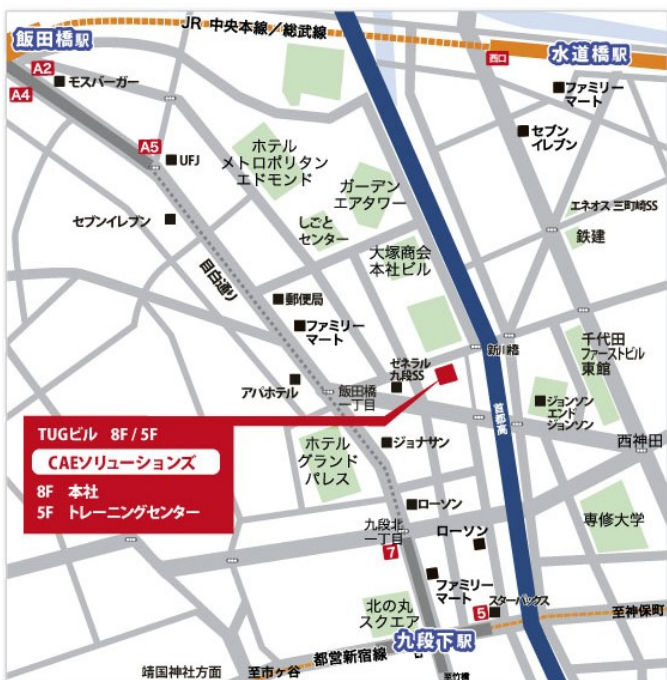 JR 中央本線／総武線
飯田橋駅
水道橋駅
西口
A2
モスバーガー
A4
ファミリー
マート
セブン
イレブン
A5
UFJ
ホテル
メトロポリタン
エドモンド
ガーデン
エアタワー
エネオス 三町崎SS
セブンイレブン
しごと
センター
鉄建
大塚商会
本社ビル
目白通り
郵便局
ファミリー
マート
新川橋
千代田
ファーストビル
東館
ゼネラル
九段SS
アパホテル
飯田橋
一丁目
ジョンソン
エンド
ジョンソン
首都高
TUGビル 8F / 5F
CAEソリューションズ
8F 本社
5F トレーニングセンター
ホテル
グランド
パレス
ジョナサン
西神田
ローソン
専修大学
九段北
一丁目
7
ローソン
ファミリー
マート
北の丸
スクエア
5
スターバックス
至神保町
九段下駅
都営新宿線
靖国神社方面
至市ヶ谷
至竹橋